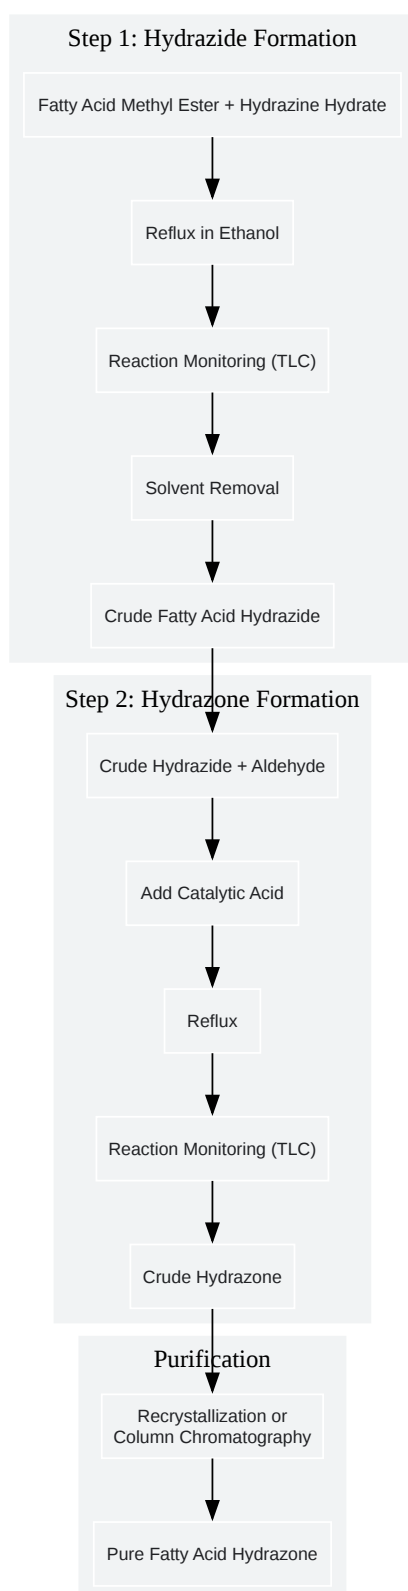 Step 1: Hydrazide Formation
Fatty Acid Methyl Ester + Hydrazine Hydrate
Reflux in Ethanol
Reaction Monitoring (TLC)
Solvent Removal
Crude Fatty Acid Hydrazide
Step 2: Hydrazone Formation
Crude Hydrazide + Aldehyde
Add Catalytic Acid
Reflux
Reaction Monitoring (TLC)
Crude Hydrazone
Purification
Recrystallization or
Column Chromatography
Pure Fatty Acid Hydrazone